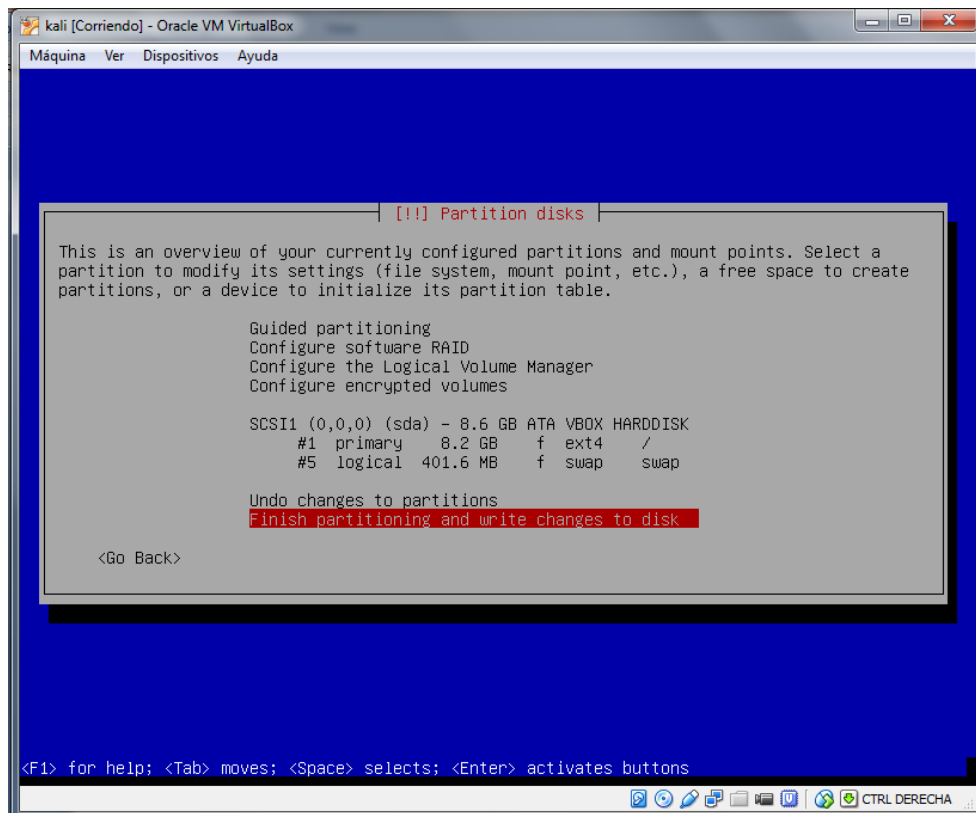 kali [Corriendo] - Oracle VM VirtualBox
Máquina Ver Dispositivos Ayuda
[!!] Partition disks
This is an overview of your currently configured partitions and mount points. Select a
partition to modify its settings (file system, mount point, etc.), a free space to create
partitions, or a device to initialize its partition table.
Guided partitioning
Configure software RAID
Configure the Logical Volume Manager
Configure encrypted volumes
SCSI1 (0,0,0) (sda) - 8.6 GB ATA VBOX HARDDISK
#1 primary 8.2 GB f ext4 /
#5 logical 401.6 MB f swap swap
Undo changes to partitions
Finish partitioning and write changes to disk
<Go Back>
<F1> for help; <Tab> moves; <Space> selects; <Enter> activates buttons
CTRL DERECHA